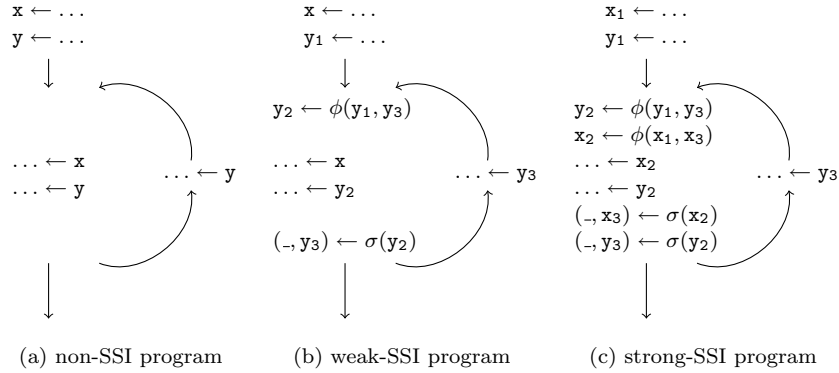 x ← ...
y ← ...
... ← x
... ← y
... ← y
(a) non-SSI program
x ← ...
y₁ ← ...
y₂ ← ϕ(y₁, y₃)
... ← x
... ← y₂
... ← y₃
(_, y₃) ← σ(y₂)
(b) weak-SSI program
x₁ ← ...
y₁ ← ...
y₂ ← ϕ(y₁, y₃)
x₂ ← ϕ(x₁, x₃)
... ← x₂
... ← y₂
... ← y₃
(_, x₃) ← σ(x₂)
(_, y₃) ← σ(y₂)
(c) strong-SSI program